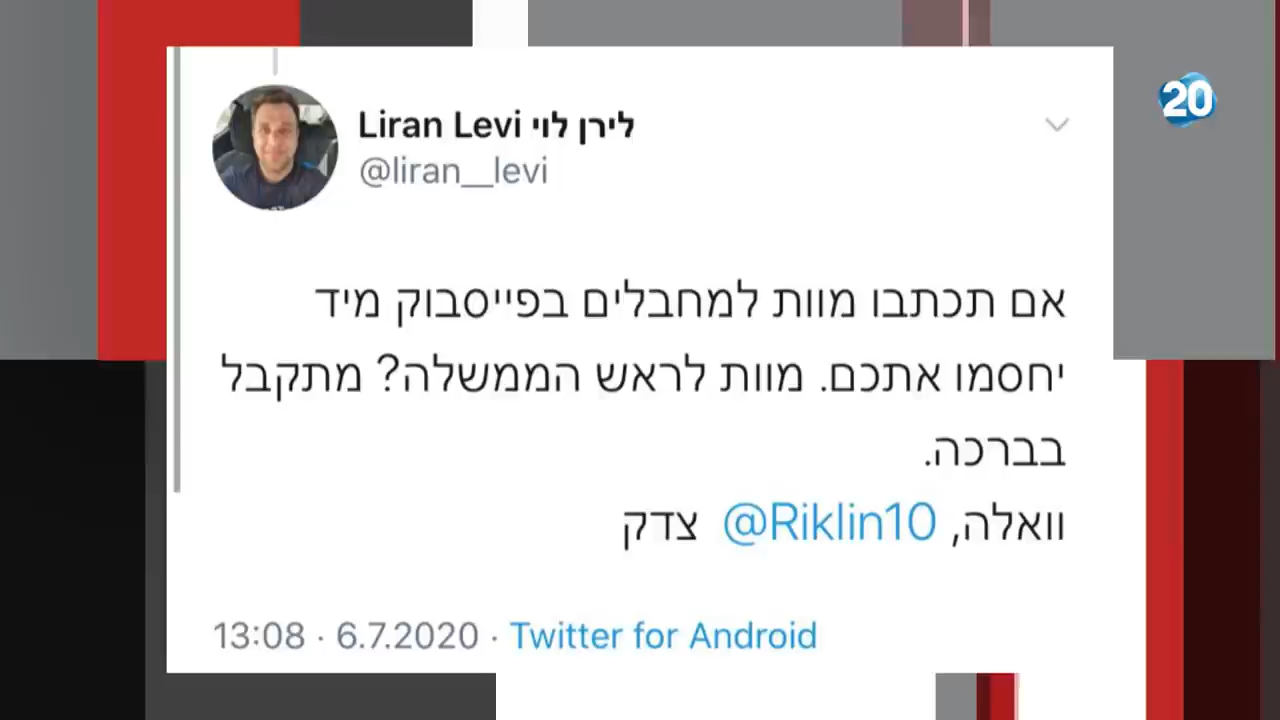 20
Liran Levi לירן לוי
@liran__levi
אם תכתבו מוות למחבלים בפייסבוק מיד
יחסמו אתכם. מוות לראש הממשלה? מתקבל
בברכה.
וואלה, @Riklin10 צדק
13:08 · 6.7.2020 · Twitter for Android